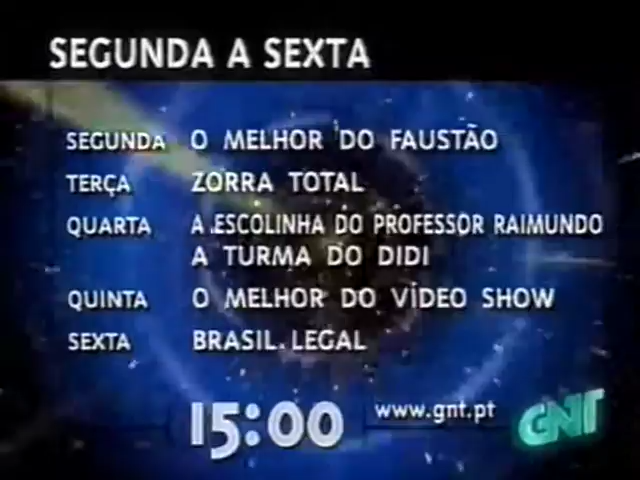 SEGUNDA A SEXTA
SEGUNDA O MELHOR DO FAUSTÃO
TERÇA ZORRA TOTAL
QUARTA A ESCOLINHA DO PROFESSOR RAIMUNDO
A TURMA DO DIDI
QUINTA O MELHOR DO VÍDEO SHOW
SEXTA BRASIL LEGAL
15:00 www.gnt.pt GNT